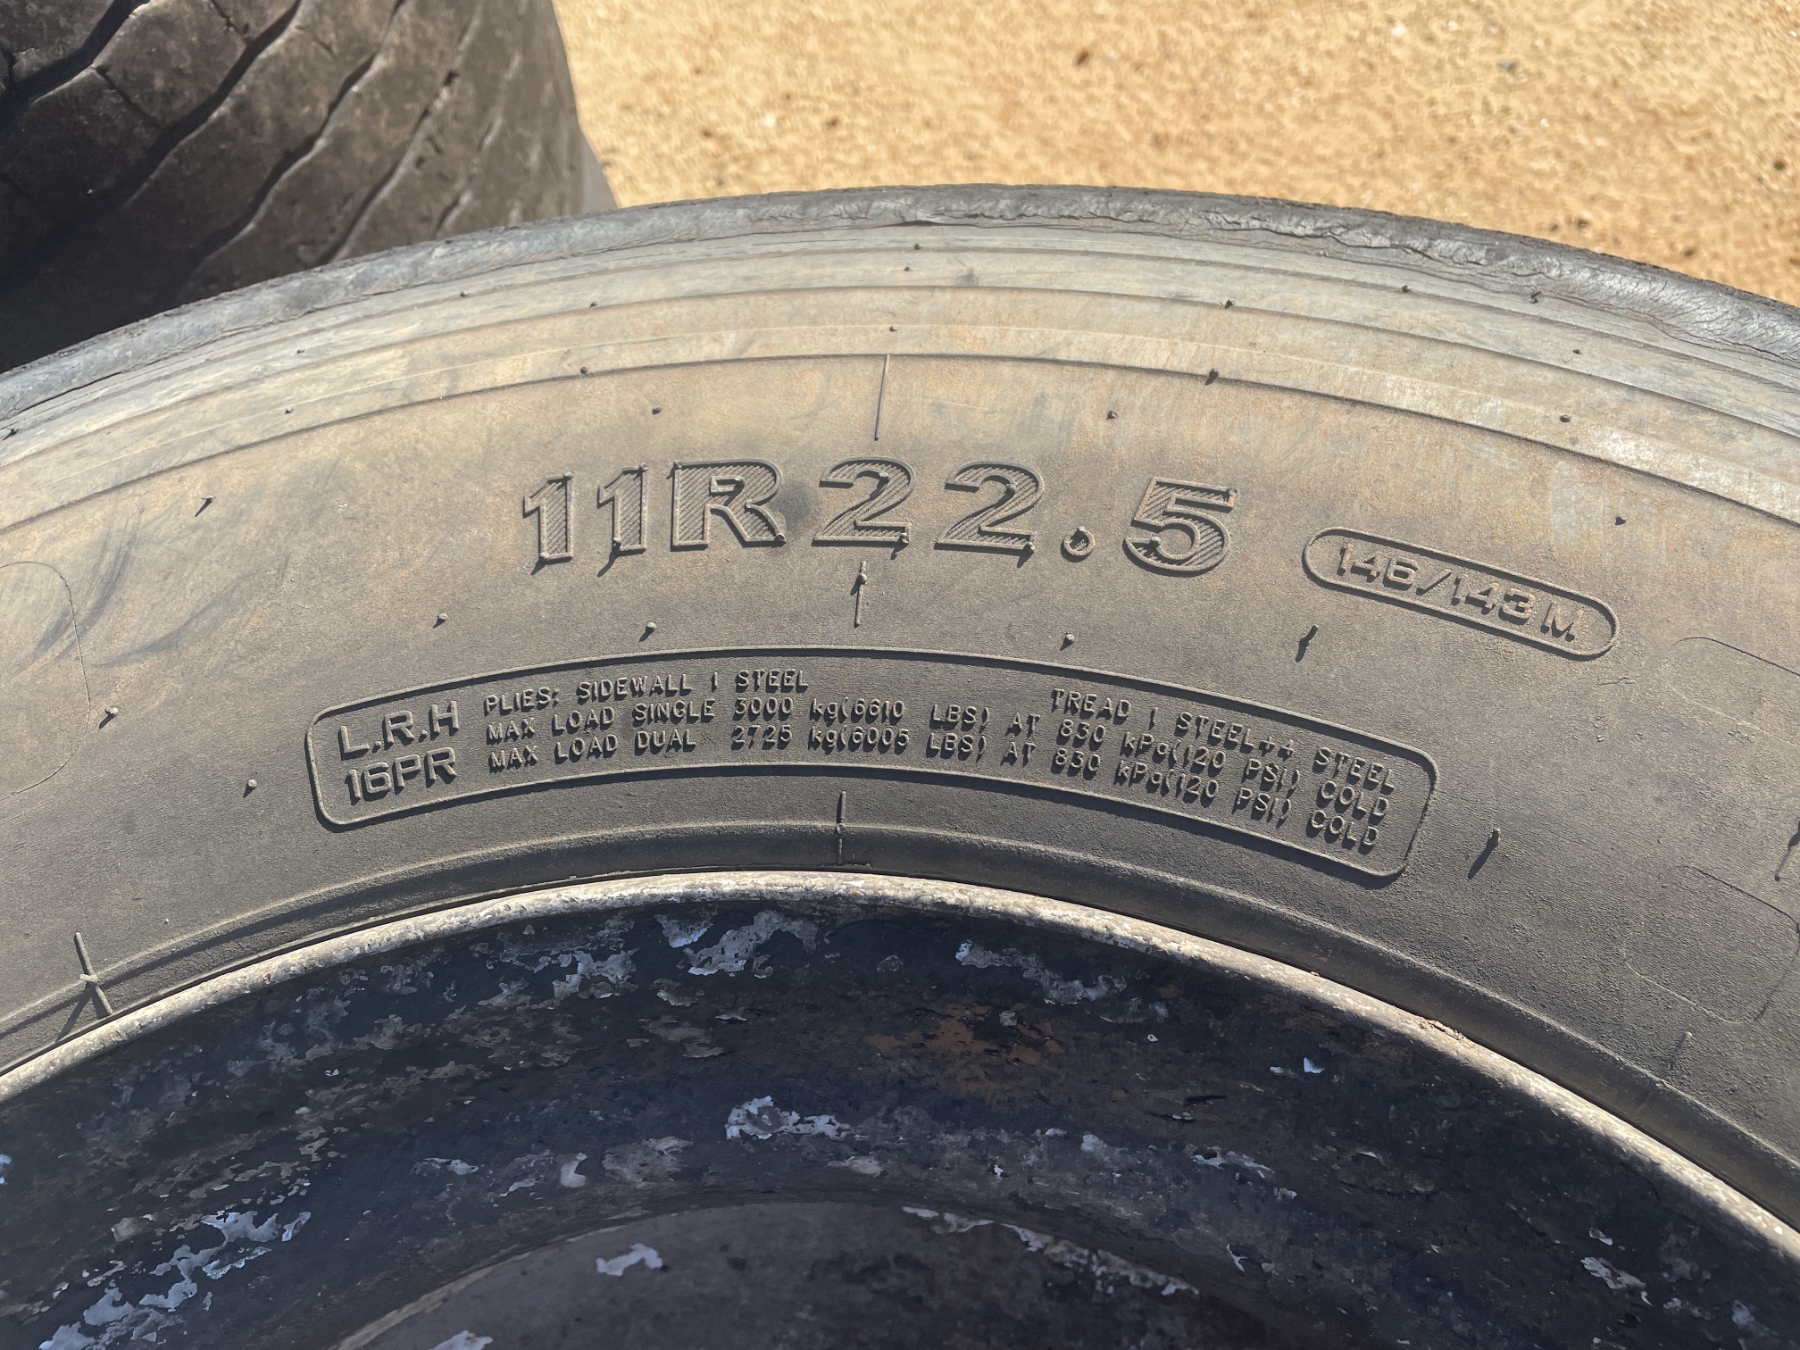 11R22.5
146/143M
L.R.H
16PR
PLIES: SIDEWALL 1 STEEL TREAD 1 STEEL+4 STEEL
MAX LOAD SINGLE 3000 kg(6610 LBS) AT 830 kPa(120 PSI) COLD
MAX LOAD DUAL 2725 kg(6005 LBS) AT 830 kPa(120 PSI) COLD